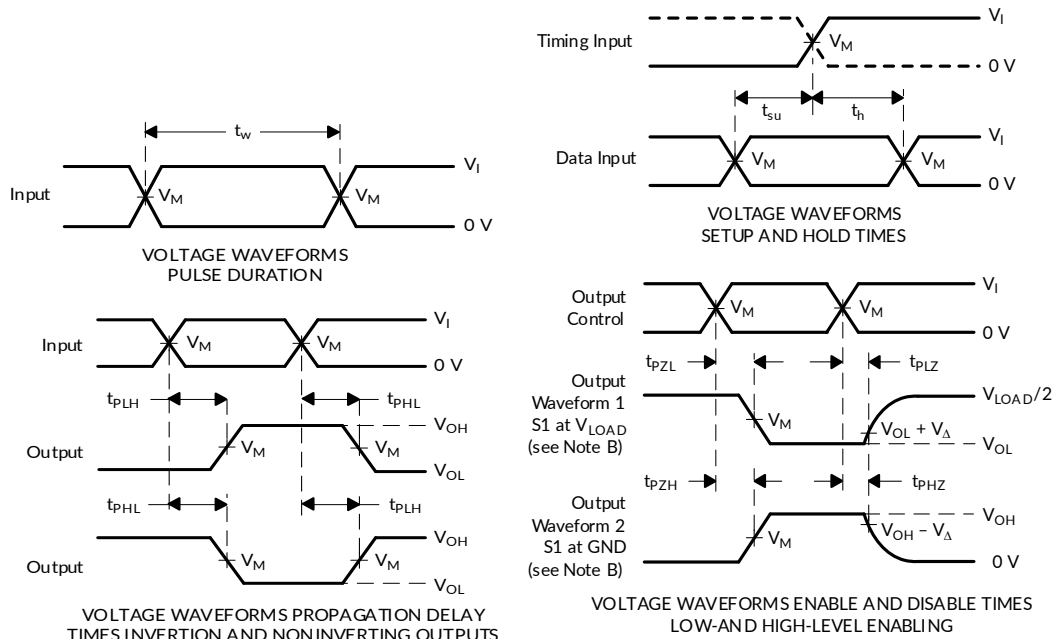 t_w
V_I
Input
V_M
V_M
0 V
VOLTAGE WAVEFORMS
PULSE DURATION
Timing Input
V_I
V_M
0 V
t_su
t_h
Data Input
V_I
V_M
V_M
0 V
VOLTAGE WAVEFORMS
SETUP AND HOLD TIMES
Input
V_I
V_M
V_M
0 V
t_PLH
t_PHL
Output
V_OH
V_M
V_M
V_OL
t_PHL
t_PLH
Output
V_OH
V_M
V_M
V_OL
VOLTAGE WAVEFORMS PROPAGATION DELAY
TIMES INVERTION AND NONINVERTING OUTPUTS
Output
Control
V_I
V_M
V_M
0 V
t_PZL
t_PLZ
Output
Waveform 1
S1 at V_LOAD
(see Note B)
V_LOAD/2
V_M
V_OL + V_Δ
V_OL
t_PZH
t_PHZ
Output
Waveform 2
S1 at GND
(see Note B)
V_OH
V_M
V_OH – V_Δ
0 V
VOLTAGE WAVEFORMS ENABLE AND DISABLE TIMES
LOW-AND HIGH-LEVEL ENABLING